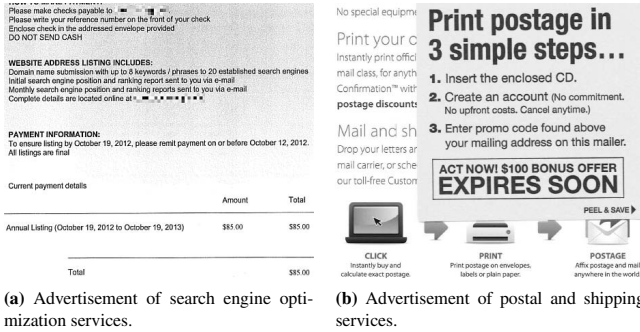 Please make checks payable to
Please write your reference number on the front of your check
Enclose check in the addressed envelope provided
DO NOT SEND CASH
WEBSITE ADDRESS LISTING INCLUDES:
Domain name submission with up to 8 keywords / phrases to 20 established search engines
Initial search engine position and ranking report sent to you via e-mail
Monthly search engine position and ranking reports sent to you via e-mail
Complete details are located online at
PAYMENT INFORMATION:
To ensure listing by October 19, 2012, please remit payment on or before October 12, 2012.
All listings are final
Current payment details
Amount Total
Annual Listing (October 19, 2012 to October 19, 2013) $85.00 $85.00
Total $85.00
(a) Advertisement of search engine opti-
mization services.
No special equipme
Print your o
Instantly print offici
mail class, for anyth
Confirmation™ with
postage discounts
Mail and sh
Drop your letters an
mail carrier, or sche
our toll-free Custom
Print postage in
3 simple steps...
1. Insert the enclosed CD.
2. Create an account (No commitment.
No upfront costs. Cancel anytime.)
3. Enter promo code found above
your mailing address on this mailer.
ACT NOW! $100 BONUS OFFER
EXPIRES SOON
PEEL & SAVE
CLICK
Instantly buy and
calculate exact postage.
PRINT
Print postage on envelopes,
labels or plain paper.
POSTAGE
Affix postage and mail
anywhere in the world
(b) Advertisement of postal and shipping
services.